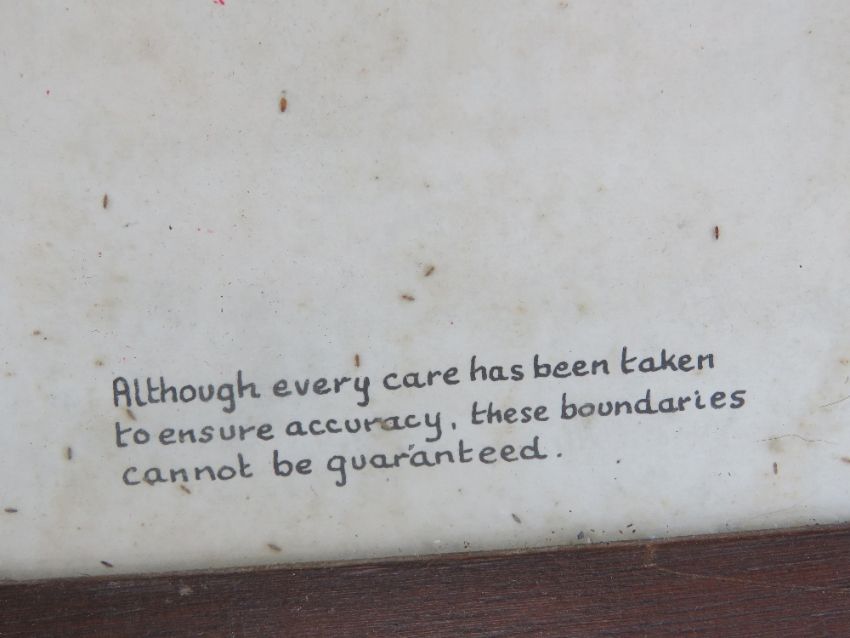 Although every care has been taken
to ensure accuracy, these boundaries
cannot be guaranteed.